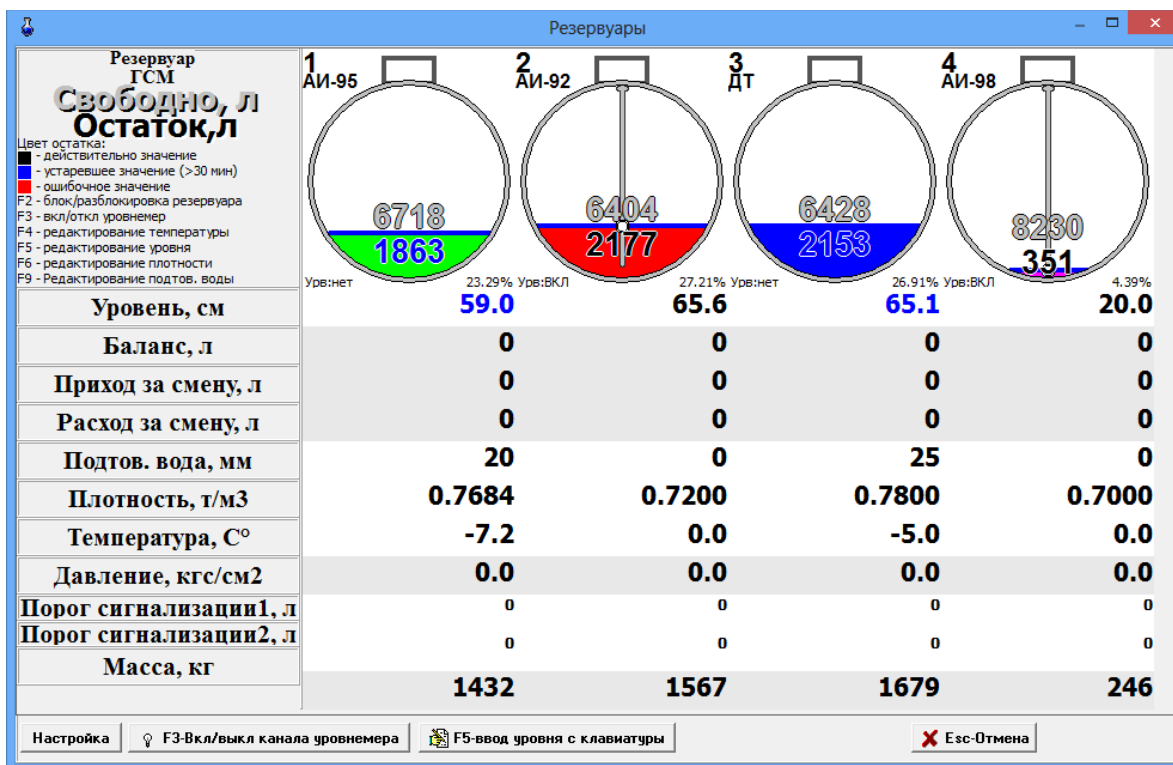 Резервуары
Резервуар
ГСМ
Свободно, л
Остаток,л
Цвет остатка:
- действительно значение
- устаревшее значение (>30 мин)
- ошибочное значение
F2 - блок/разблокировка резервуара
F3 - вкл/откл уровнемер
F4 - редактирование температуры
F5 - редактирование уровня
F6 - редактирование плотности
F9 - Редактирование подтов. воды
1 2 3 4
АИ-95 АИ-92 ДТ АИ-98
6718 6404 6428 8230
1863 2177 2153 351
Урв:нет 23.29% Урв:ВКЛ 27.21% Урв:нет 26.91% Урв:ВКЛ 4.39%
Уровень, см 59.0 65.6 65.1 20.0
Баланс, л 0 0 0 0
Приход за смену, л 0 0 0 0
Расход за смену, л 0 0 0 0
Подтов. вода, мм 20 0 25 0
Плотность, т/м3 0.7684 0.7200 0.7800 0.7000
Температура, С° -7.2 0.0 -5.0 0.0
Давление, кгс/см2 0.0 0.0 0.0 0.0
Порог сигнализации1, л 0 0 0 0
Порог сигнализации2, л 0 0 0 0
Масса, кг 1432 1567 1679 246
Настройка F3-Вкл/выкл канала уровнемера F5-ввод уровня с клавиатуры Esc-Отмена